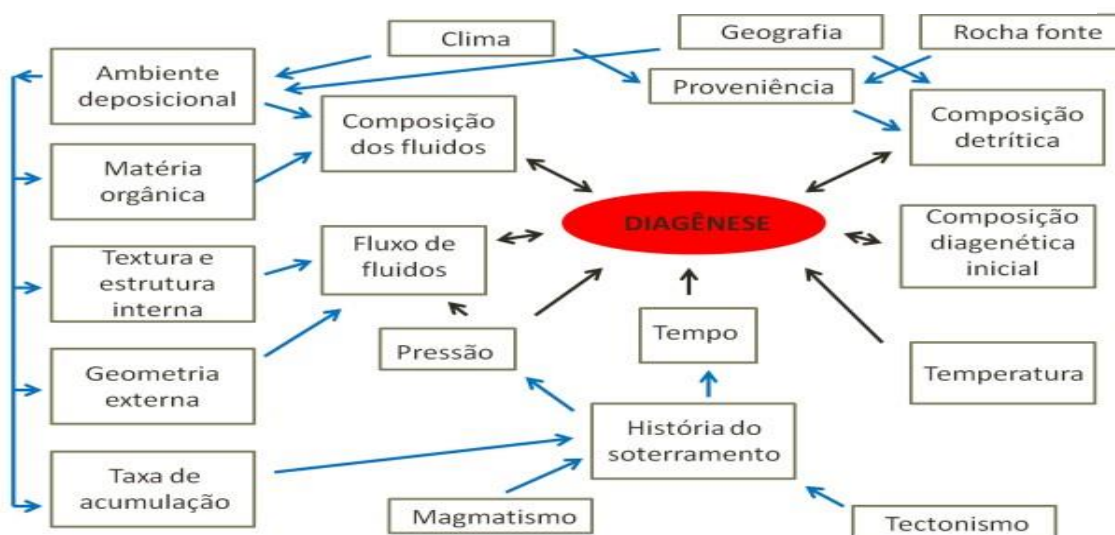 Clima
Geografia
Rocha fonte
Ambiente
deposicional
Proveniência
Composição
dos fluidos
Composição
detrítica
Matéria
orgânica
DIAGÊNESE
Composição
diagenética
inicial
Textura e
estrutura
interna
Fluxo de
fluidos
Pressão
Tempo
Temperatura
Geometria
externa
História do
soterramento
Taxa de
acumulação
Magmatismo
Tectonismo